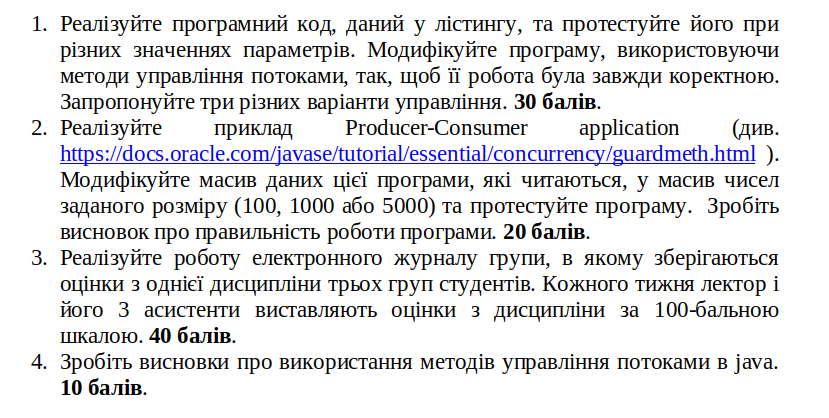 1. Реалізуйте програмний код, даний у лістингу, та протестуйте його при
різних значеннях параметрів. Модифікуйте програму, використовуючи
методи управління потоками, так, щоб її робота була завжди коректною.
Запропонуйте три різних варіанти управління. 30 балів.
2. Реалізуйте приклад Producer-Consumer application (див.
https://docs.oracle.com/javase/tutorial/essential/concurrency/guardmeth.html ).
Модифікуйте масив даних цієї програми, які читаються, у масив чисел
заданого розміру (100, 1000 або 5000) та протестуйте програму. Зробіть
висновок про правильність роботи програми. 20 балів.
3. Реалізуйте роботу електронного журналу групи, в якому зберігаються
оцінки з однієї дисципліни трьох груп студентів. Кожного тижня лектор і
його 3 асистенти виставляють оцінки з дисципліни за 100-бальною
шкалою. 40 балів.
4. Зробіть висновки про використання методів управління потоками в java.
10 балів.